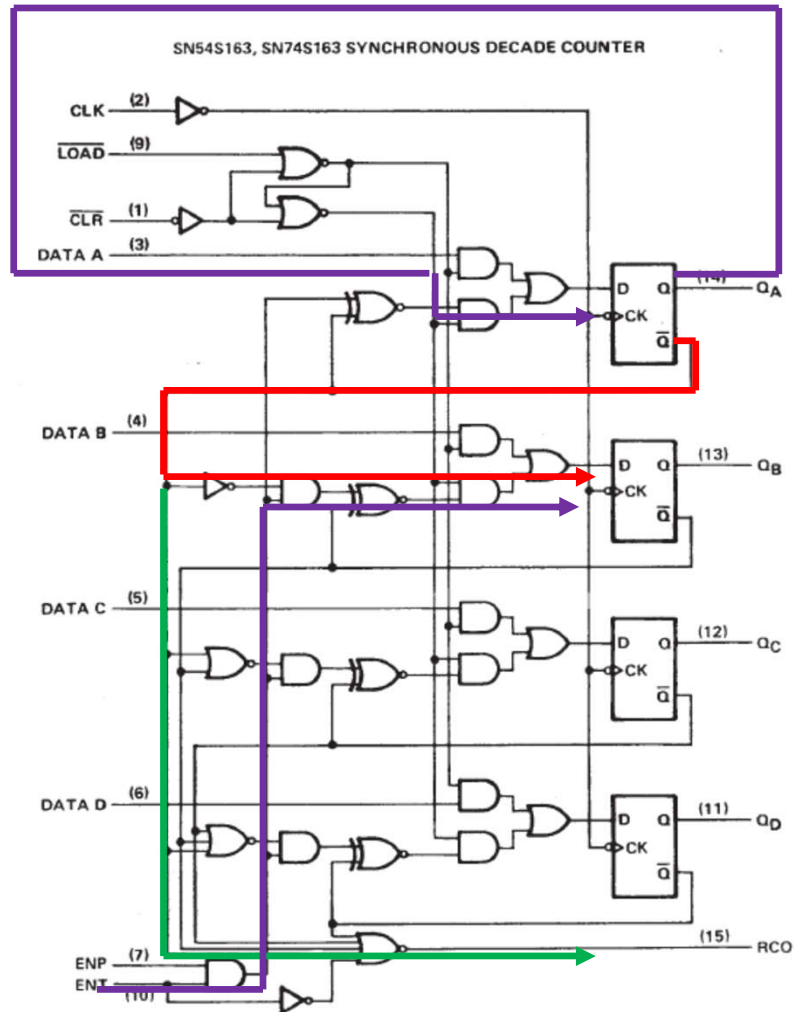 SN54S163, SN74S163 SYNCHRONOUS DECADE COUNTER
CLK (2)
LOAD (9)
CLR (1)
DATA A (3)
D Q (14) QA
CK
Q
DATA B (4)
D Q (13) QB
CK
Q
DATA C (5)
D Q (12) QC
CK
Q
DATA D (6)
D Q (11) QD
CK
Q
(15) RCO
ENP (7)
ENT (10)